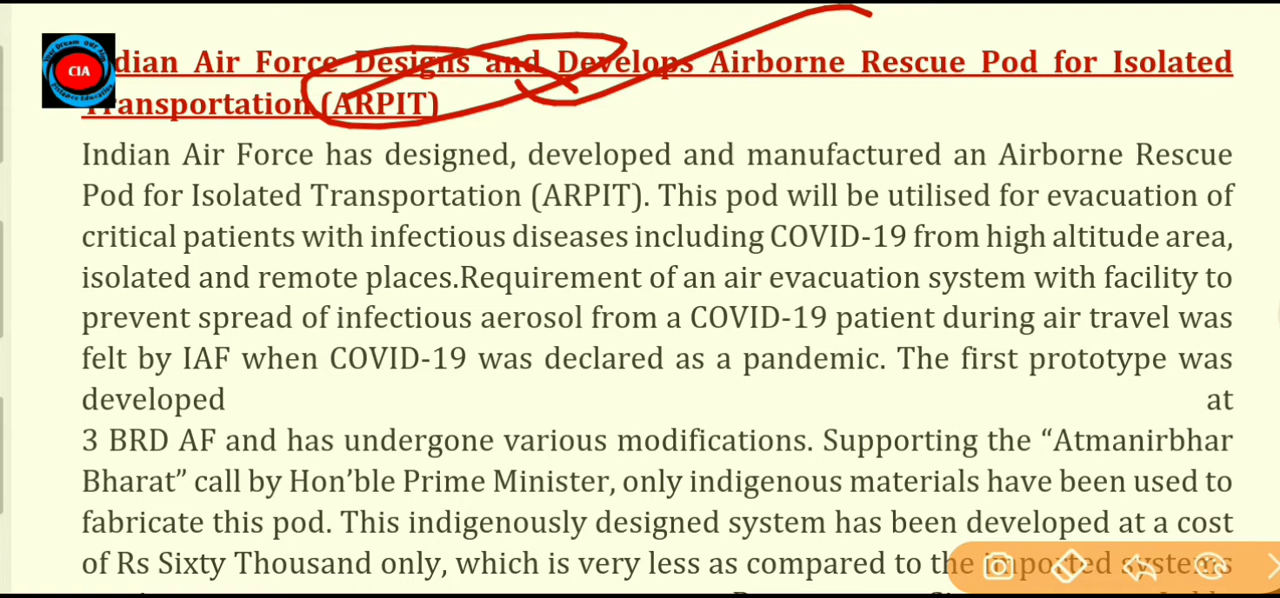 Indian Air Force Designs and Develops Airborne Rescue Pod for Isolated
Transportation (ARPIT)
CIA
Indian Air Force has designed, developed and manufactured an Airborne Rescue
Pod for Isolated Transportation (ARPIT). This pod will be utilised for evacuation of
critical patients with infectious diseases including COVID-19 from high altitude area,
isolated and remote places.Requirement of an air evacuation system with facility to
prevent spread of infectious aerosol from a COVID-19 patient during air travel was
felt by IAF when COVID-19 was declared as a pandemic. The first prototype was
developed at
3 BRD AF and has undergone various modifications. Supporting the “Atmanirbhar
Bharat” call by Hon’ble Prime Minister, only indigenous materials have been used to
fabricate this pod. This indigenously designed system has been developed at a cost
of Rs Sixty Thousand only, which is very less as compared to the imported systems